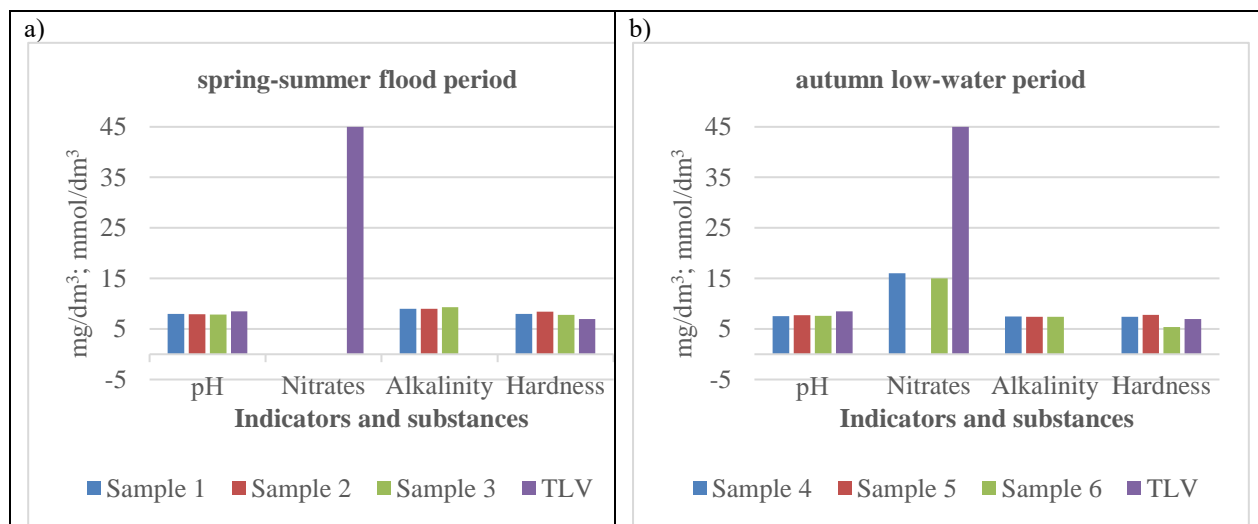 a)
spring-summer flood period
mg/dm³; mmol/dm³
45
35
25
15
5
-5
pH Nitrates Alkalinity Hardness
Indicators and substances
Sample 1 Sample 2 Sample 3 TLV
b)
autumn low-water period
mg/dm³; mmol/dm³
45
35
25
15
5
-5
pH Nitrates Alkalinity Hardness
Indicators and substances
Sample 4 Sample 5 Sample 6 TLV